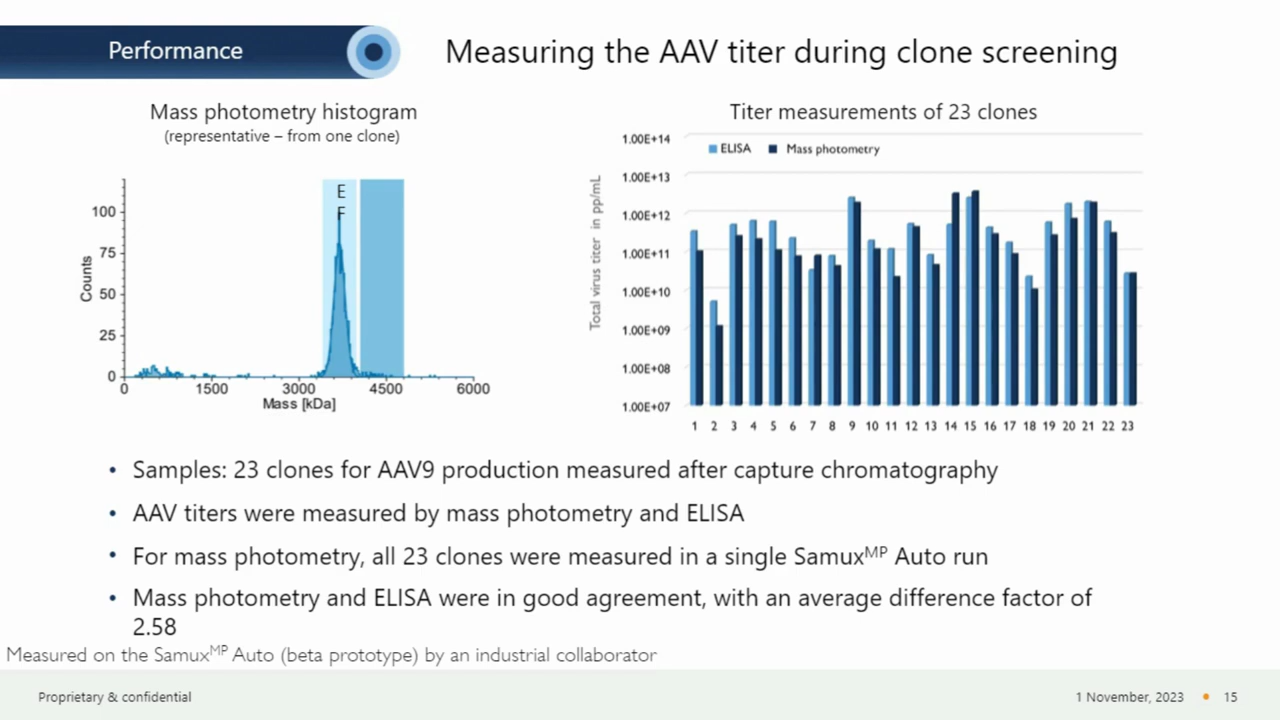 Performance
Measuring the AAV titer during clone screening
Mass photometry histogram
(representative – from one clone)
E
F
100
75
50
25
0
Counts
0 1500 3000 4500 6000
Mass [kDa]
Titer measurements of 23 clones
ELISA Mass photometry
1.00E+14
1.00E+13
1.00E+12
1.00E+11
1.00E+10
1.00E+09
1.00E+08
1.00E+07
Total virus titer in pp/mL
1 2 3 4 5 6 7 8 9 10 11 12 13 14 15 16 17 18 19 20 21 22 23
• Samples: 23 clones for AAV9 production measured after capture chromatography
• AAV titers were measured by mass photometry and ELISA
• For mass photometry, all 23 clones were measured in a single Samuxᴹᴾ Auto run
• Mass photometry and ELISA were in good agreement, with an average difference factor of
2.58
Measured on the Samuxᴹᴾ Auto (beta prototype) by an industrial collaborator
Proprietary & confidential
1 November, 2023 • 15